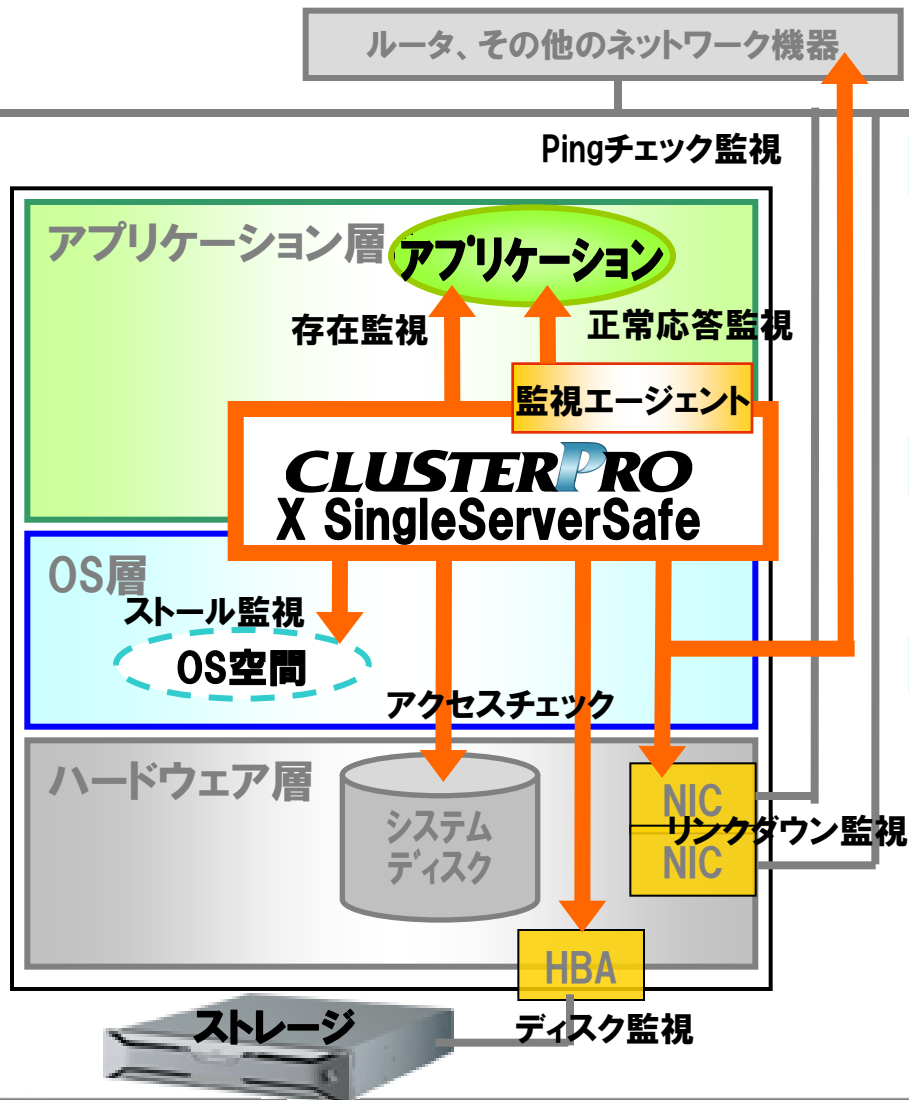 ルータ、その他のネットワーク機器
Pingチェック監視
アプリケーション層
アプリケーション
存在監視
正常応答監視
監視エージェント
CLUSTERPRO
X SingleServerSafe
OS層
ストール監視
OS空間
アクセスチェック
ハードウェア層
システム
ディスク
NIC
リンクダウン監視
NIC
HBA
ストレージ
ディスク監視